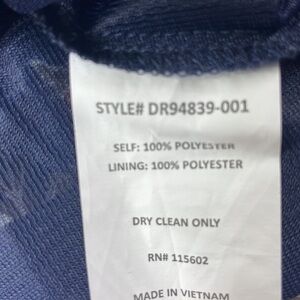 STYLE# DR94839-001
SELF: 100% POLYESTER
LINING: 100% POLYESTER
DRY CLEAN ONLY
RN# 115602
MADE IN VIETNAM